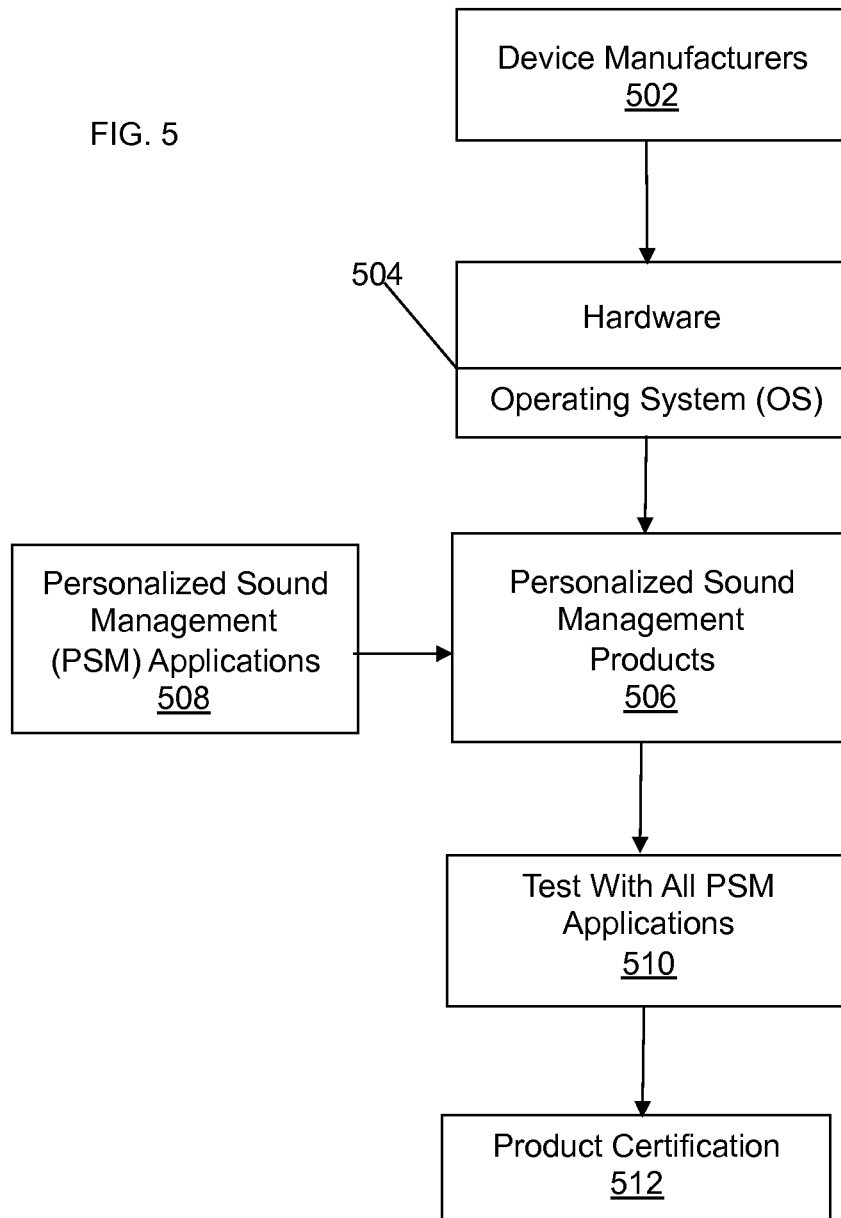 Device Manufacturers
502
FIG. 5
504
Hardware
Operating System (OS)
Personalized Sound
Management
(PSM) Applications
508
Personalized Sound
Management
Products
506
Test With All PSM
Applications
510
Product Certification
512